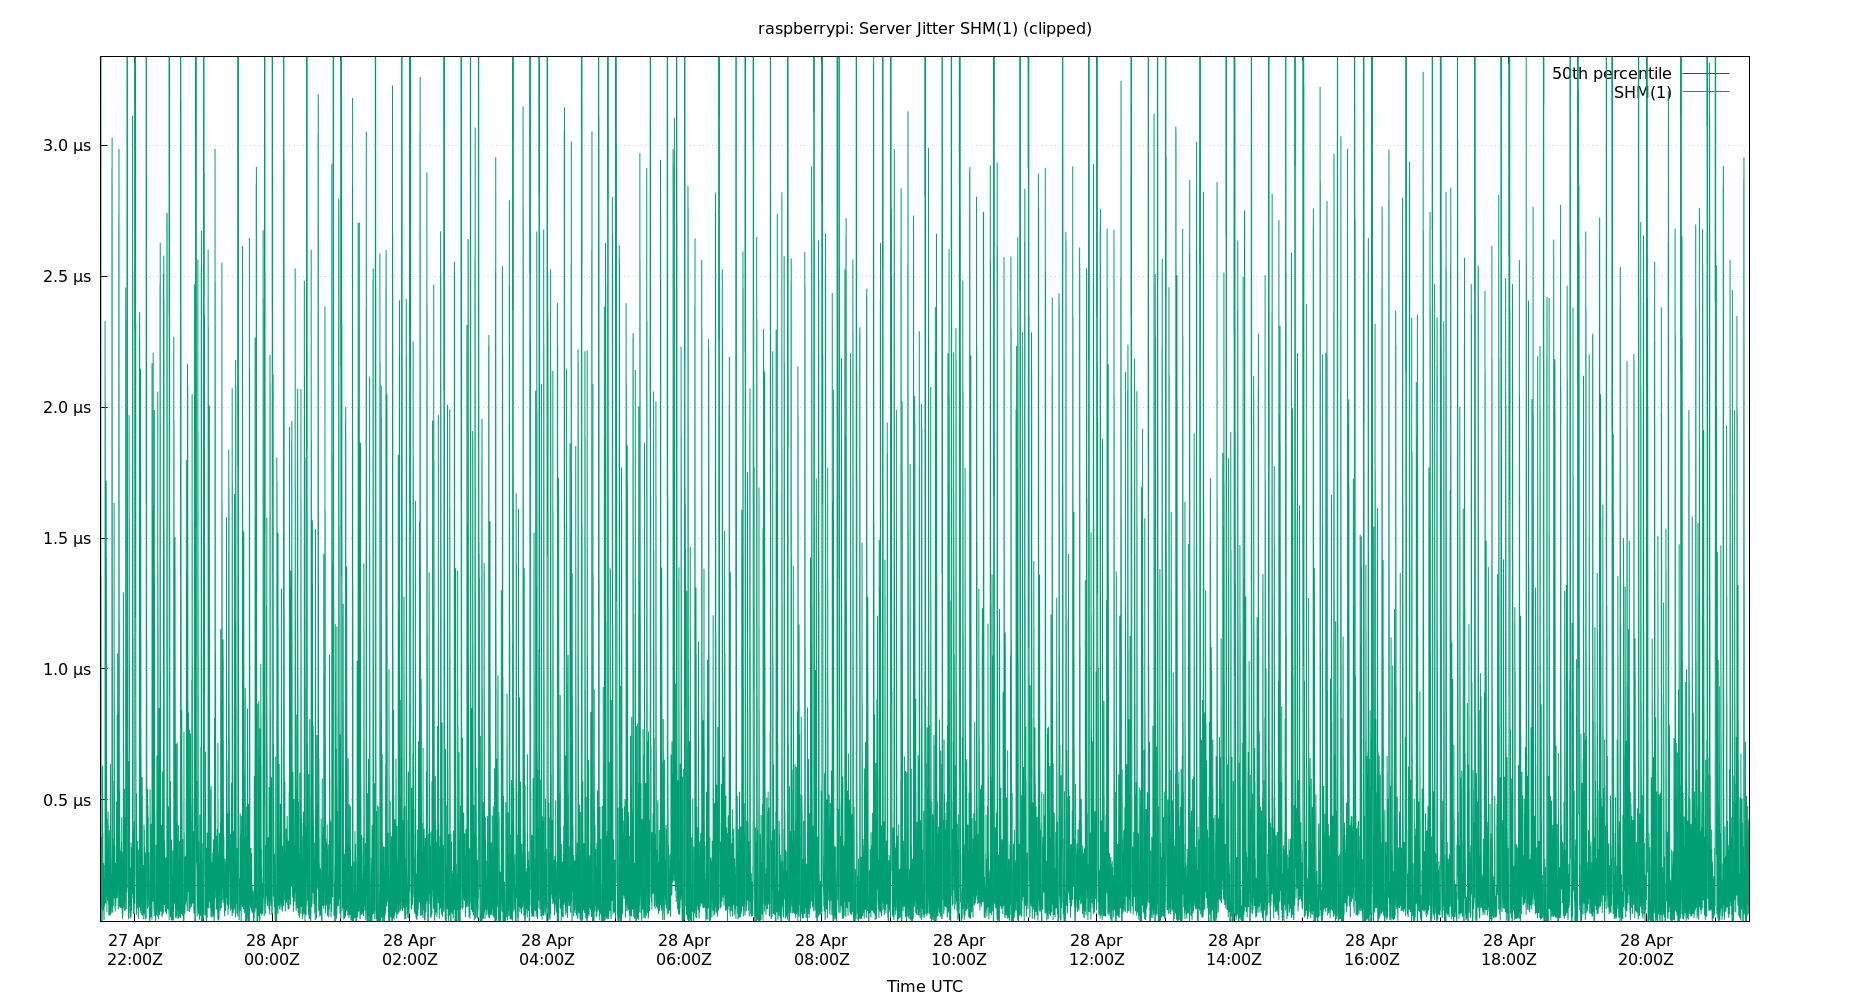 raspberrypi: Server Jitter SHM(1) (clipped)
50th percentile
SHM(1)
3.0 µs
2.5 µs
2.0 µs
1.5 µs
1.0 µs
0.5 µs
27 Apr 28 Apr 28 Apr 28 Apr 28 Apr 28 Apr 28 Apr 28 Apr 28 Apr 28 Apr 28 Apr 28 Apr
22:00Z 00:00Z 02:00Z 04:00Z 06:00Z 08:00Z 10:00Z 12:00Z 14:00Z 16:00Z 18:00Z 20:00Z
Time UTC